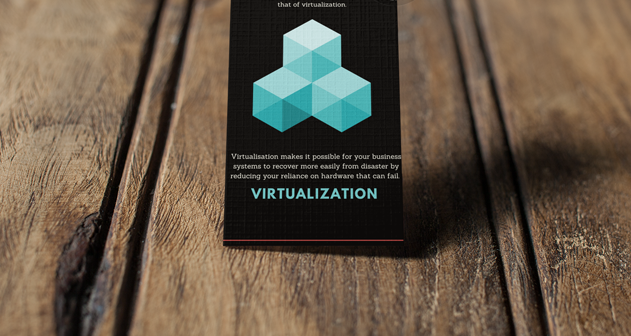 that of virtualization.
Virtualisation makes it possible for your business
systems to recover more easily from disaster by
reducing your reliance on hardware that can fail.
VIRTUALIZATION